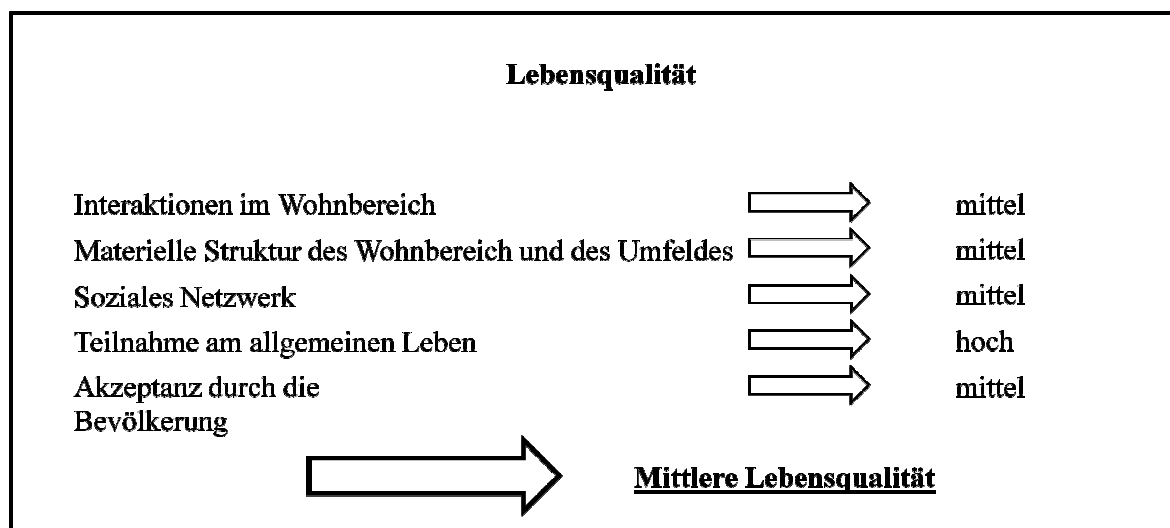 Lebensqualität
Interaktionen im Wohnbereich mittel
Materielle Struktur des Wohnbereich und des Umfeldes mittel
Soziales Netzwerk mittel
Teilnahme am allgemeinen Leben hoch
Akzeptanz durch die mittel
Bevölkerung
Mittlere Lebensqualität